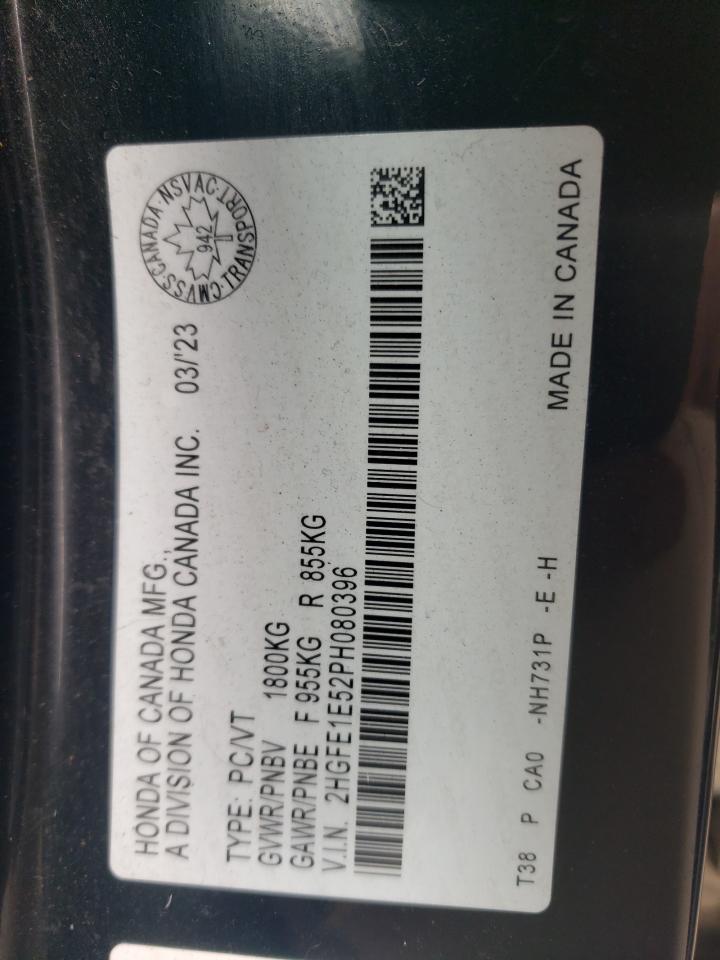 HONDA OF CANADA MFG.,
A DIVISION OF HONDA CANADA INC. 03/'23
CMVSS·CANADA·NSVAC·TRANSPORT·
942
TYPE: PC/VT
GVWR/PNBV 1800KG
GAWR/PNBE F 955KG R 855KG
V.I.N. 2HGFE1E52PH080396
MADE IN CANADA
T38 P CA0 -NH731P -E -H